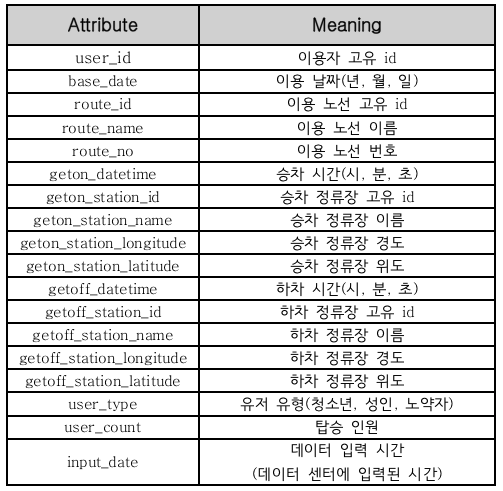 Attribute Meaning
user_id 이용자 고유 id
base_date 이용 날짜(년, 월, 일)
route_id 이용 노선 고유 id
route_name 이용 노선 이름
route_no 이용 노선 번호
geton_datetime 승차 시간(시, 분, 초)
geton_station_id 승차 정류장 고유 id
geton_station_name 승차 정류장 이름
geton_station_longitude 승차 정류장 경도
geton_station_latitude 승차 정류장 위도
getoff_datetime 하차 시간(시, 분, 초)
getoff_station_id 하차 정류장 고유 id
getoff_station_name 하차 정류장 이름
getoff_station_longitude 하차 정류장 경도
getoff_station_latitude 하차 정류장 위도
user_type 유저 유형(청소년, 성인, 노약자)
user_count 탑승 인원
input_date 데이터 입력 시간
(데이터 센터에 입력된 시간)